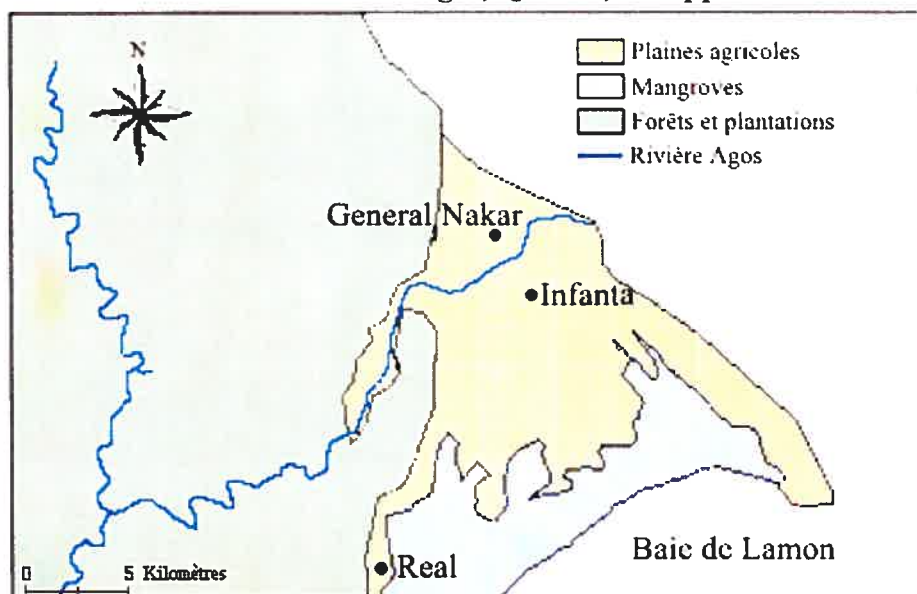 N
Plaines agricoles
Mangroves
Forêts et plantations
Rivière Agos
General Nakar
Infanta
Baie de Lamon
Real
0 5 Kilomètres